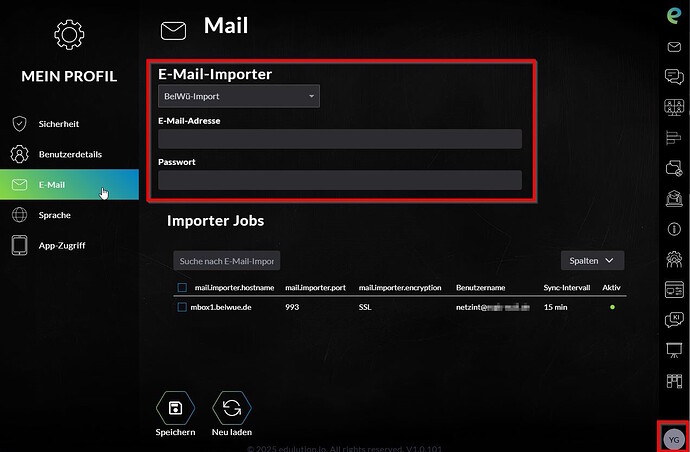 Mail
MEIN PROFIL
Sicherheit
Benutzerdetails
E-Mail
Sprache
App-Zugriff
E-Mail-Importer
BelWü-Import
E-Mail-Adresse
Passwort
Importer Jobs
Suche nach E-Mail-Impor
Spalten
mail.importer.hostname mail.importer.port mail.importer.encryption Benutzername Sync-Intervall Aktiv
mbox1.belwue.de 993 SSL netzint@ 15 min
Speichern Neu laden
© 2025 edulution.io. All rights reserved. V1.0.101
KI
YG